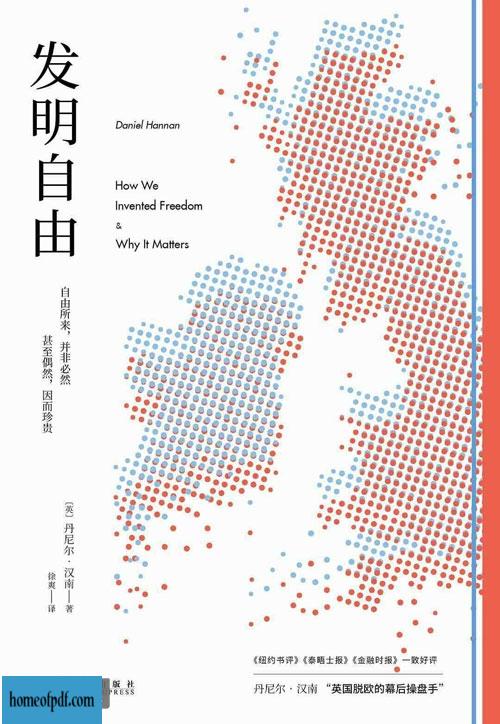 发明自由
Daniel Hannan
How We
Invented Freedom
&
Why It Matters
自由所来，并非必然
甚至偶然，因而珍贵
[英] 丹尼尔·汉南——著
徐爽——译
《纽约书评》《泰晤士报》《金融时报》一致好评
丹尼尔·汉南 “英国脱欧的幕后操盘手”
版社
PRESS
homeofpdf.com